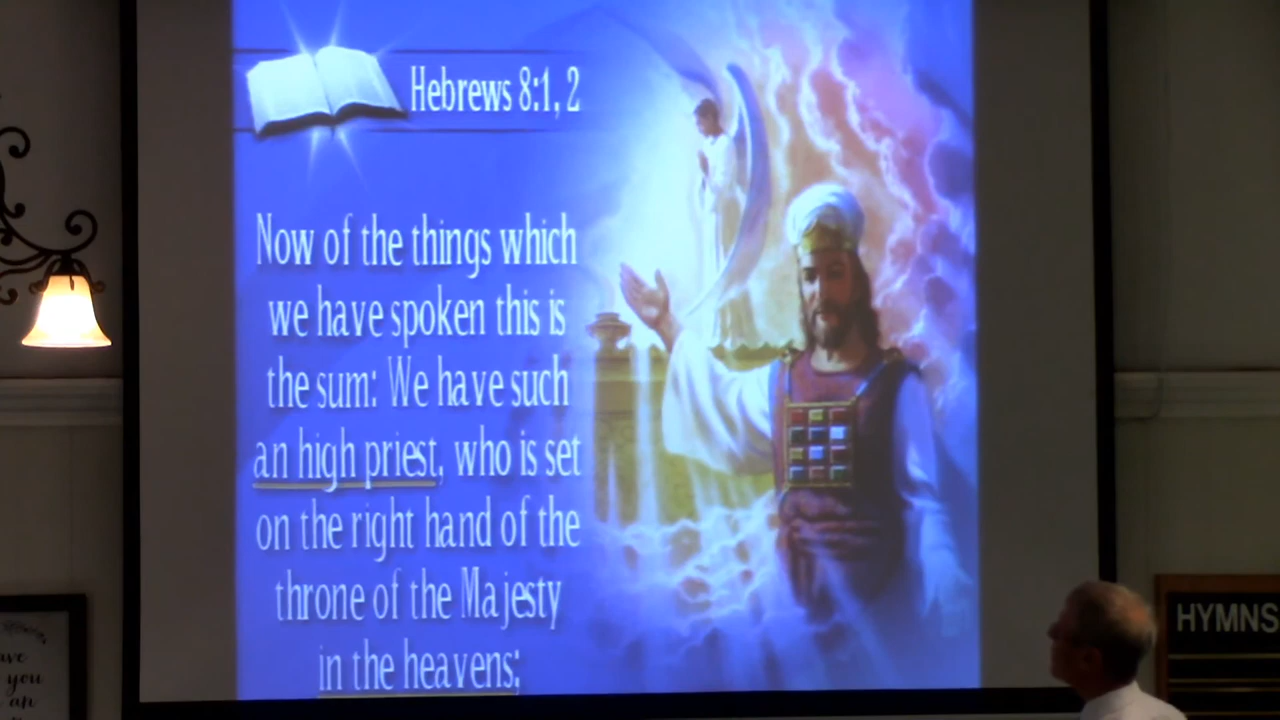 Hebrews 8:1, 2
Now of the things which
we have spoken this is
the sum: We have such
an high priest, who is set
on the right hand of the
throne of the Majesty
in the heavens:
HYMNS
you
an